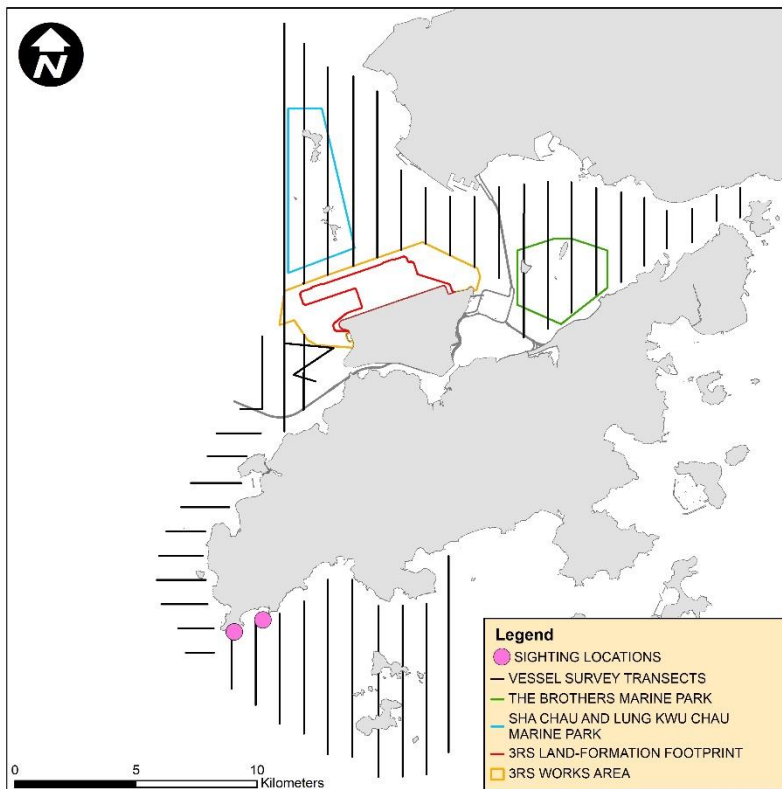 N
Legend
SIGHTING LOCATIONS
VESSEL SURVEY TRANSECTS
THE BROTHERS MARINE PARK
SHA CHAU AND LUNG KWU CHAU
MARINE PARK
3RS LAND-FORMATION FOOTPRINT
3RS WORKS AREA
0 5 10
Kilometers